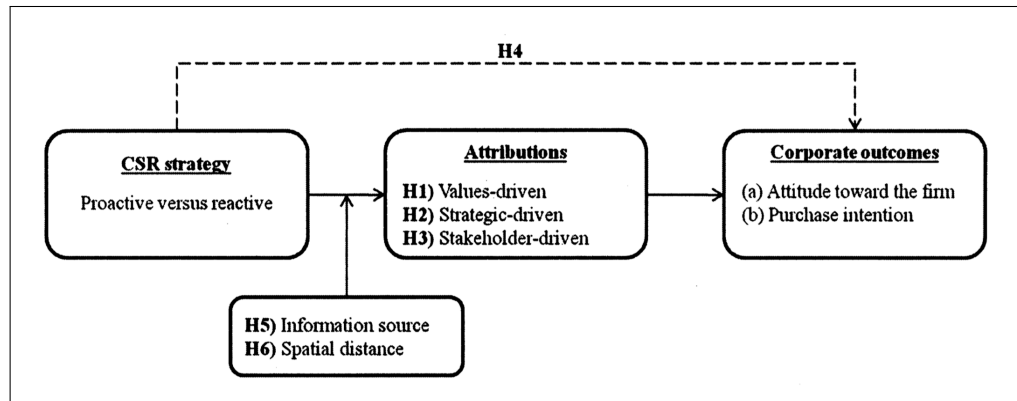 H4
CSR strategy
Proactive versus reactive
Attributions
H1) Values-driven
H2) Strategic-driven
H3) Stakeholder-driven
Corporate outcomes
(a) Attitude toward the firm
(b) Purchase intention
H5) Information source
H6) Spatial distance